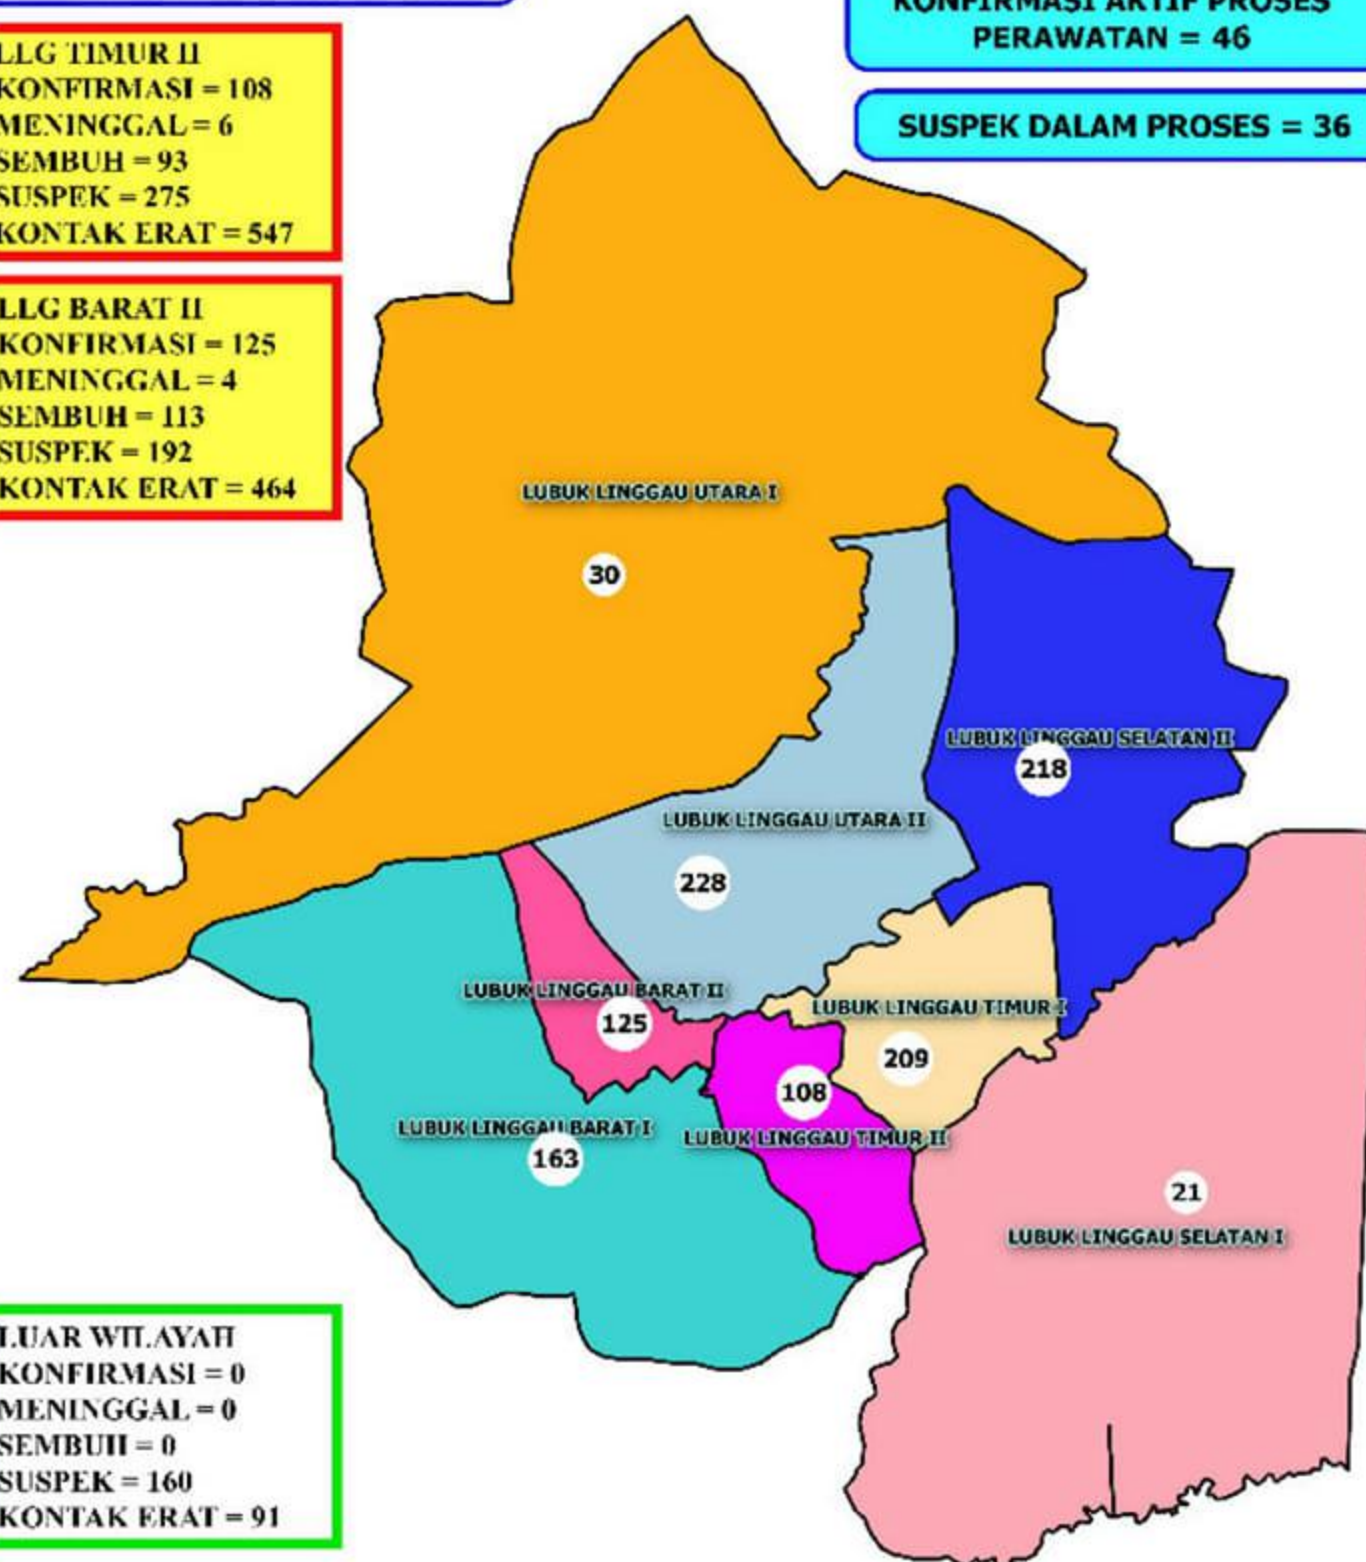 KONFIRMASI AKTIF PROSES
PERAWATAN = 46
SUSPEK DALAM PROSES = 36
LLG TIMUR II
KONFIRMASI = 108
MENINGGAL = 6
SEMBUH = 93
SUSPEK = 275
KONTAK ERAT = 547
LLG BARAT II
KONFIRMASI = 125
MENINGGAL = 4
SEMBUH = 113
SUSPEK = 192
KONTAK ERAT = 464
LUBUK LINGGAU UTARA I
30
LUBUK LINGGAU SELATAN II
218
LUBUK LINGGAU UTARA II
228
LUBUK LINGGAU BARAT II
125
LUBUK LINGGAU TIMUR I
209
108
LUBUK LINGGAU TIMUR II
LUBUK LINGGAU BARAT I
163
21
LUBUK LINGGAU SELATAN I
LUAR WILAYAH
KONFIRMASI = 0
MENINGGAL = 0
SEMBUH = 0
SUSPEK = 160
KONTAK ERAT = 91